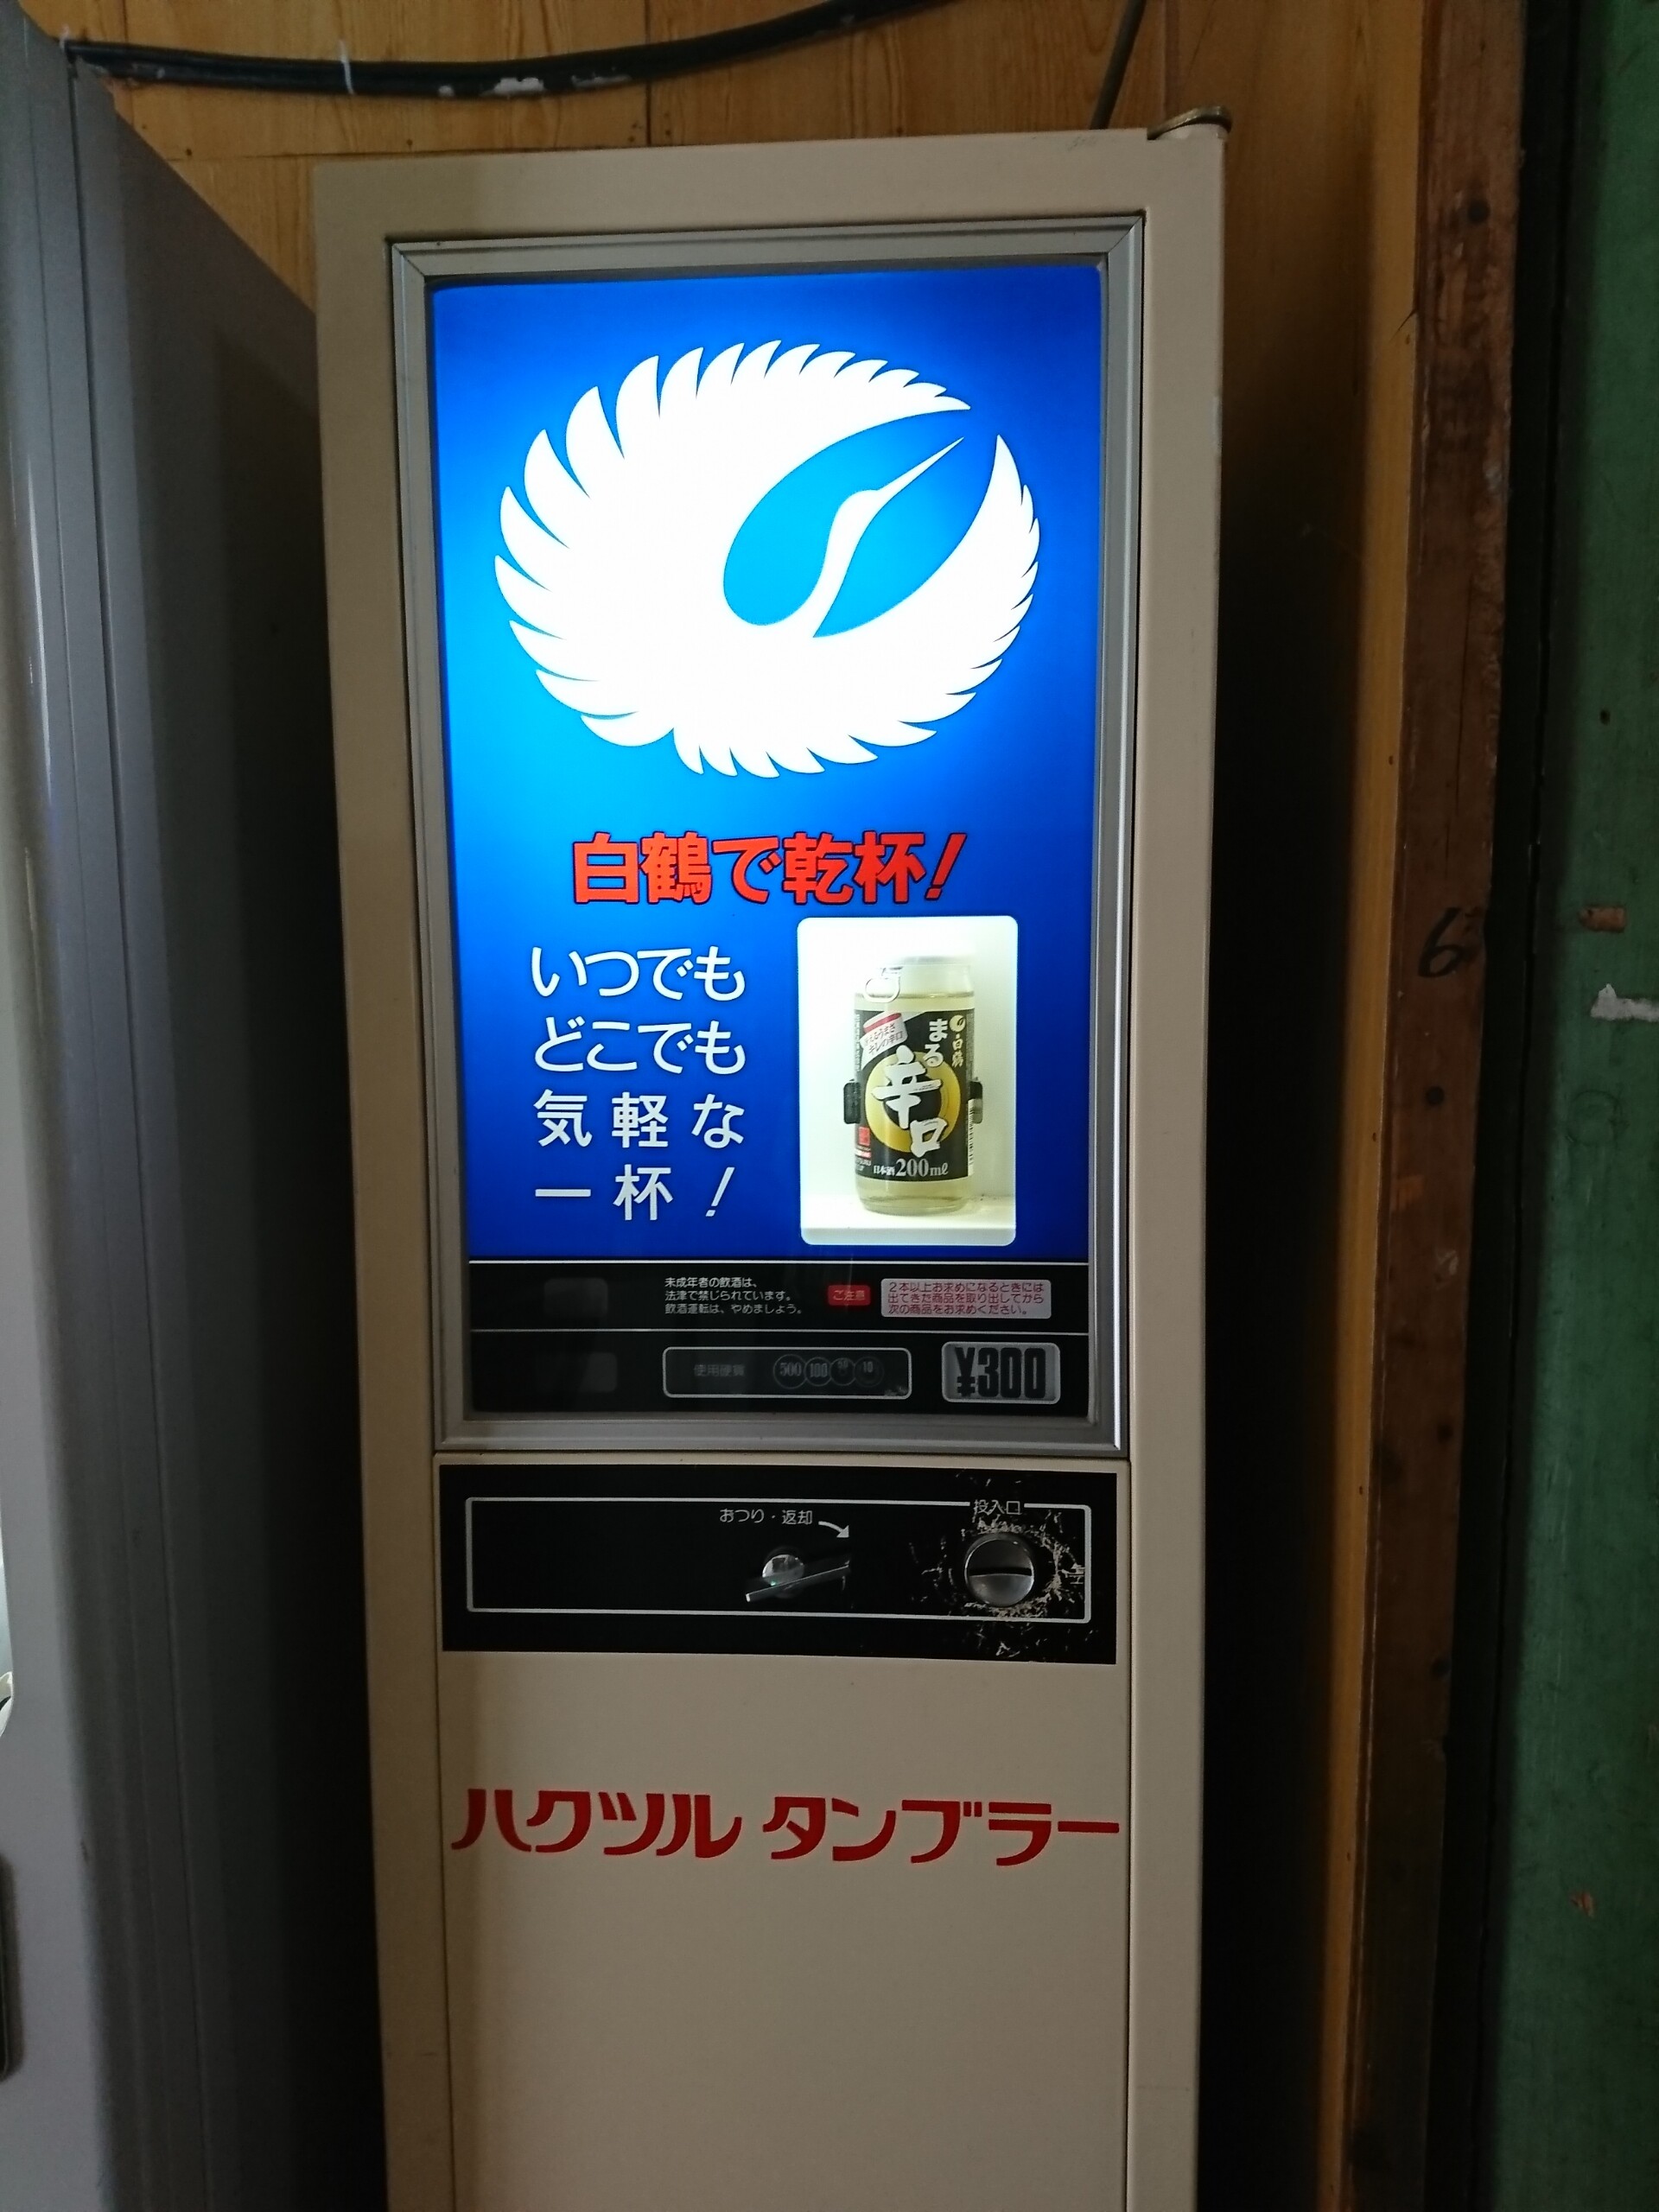 白鶴で乾杯!
いつでも
どこでも
気軽な
一杯!
白鶴
まる
辛口
日本酒200ml
未成年者の飲酒は、
法律で禁じられています。
飲酒運転は、やめましょう。
ご注意
2本以上お求めになるときには
出てきた商品を取り出してから
次の商品をお求めください。
使用硬貨 500 100 50 10
¥300
おつり・返却
投入口
ハクツル タンブラー
6